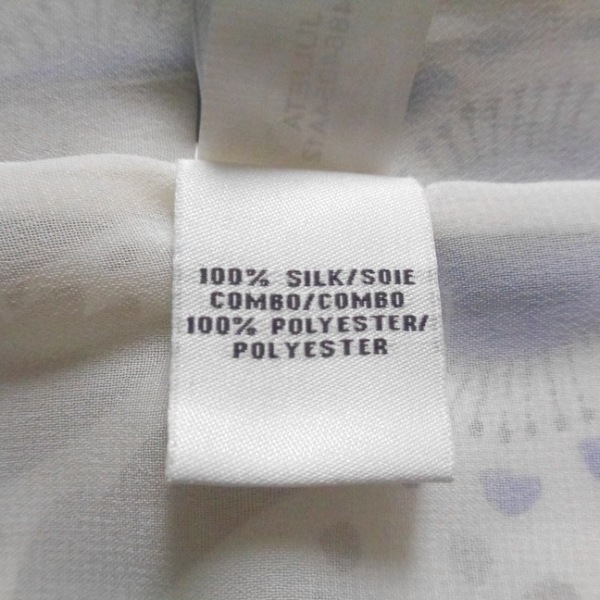 100% SILK/SOIE
COMBO/COMBO
100% POLYESTER/
POLYESTER